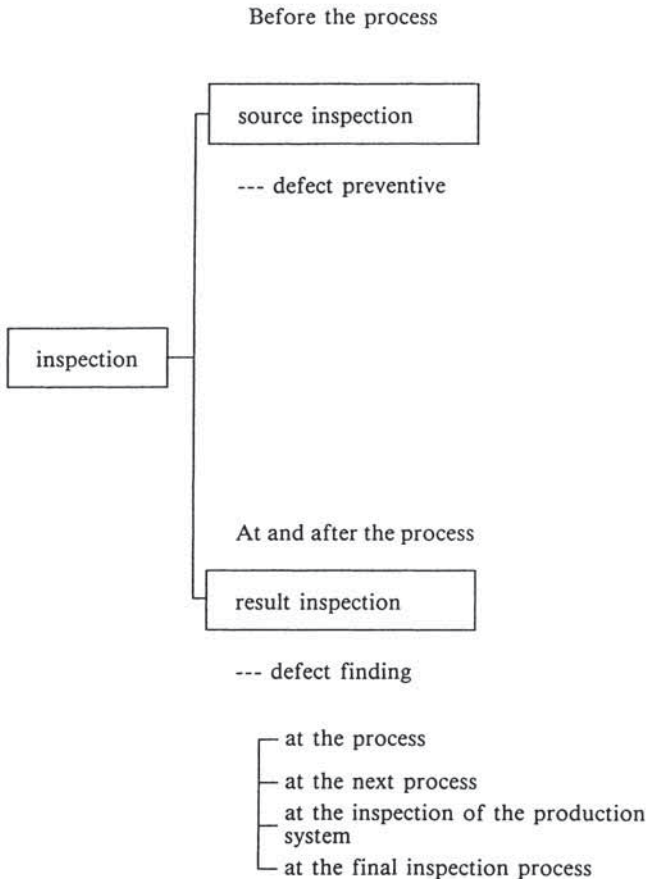 Before the process
source inspection
--- defect preventive
inspection
At and after the process
result inspection
--- defect finding
at the process
at the next process
at the inspection of the production
system
at the final inspection process